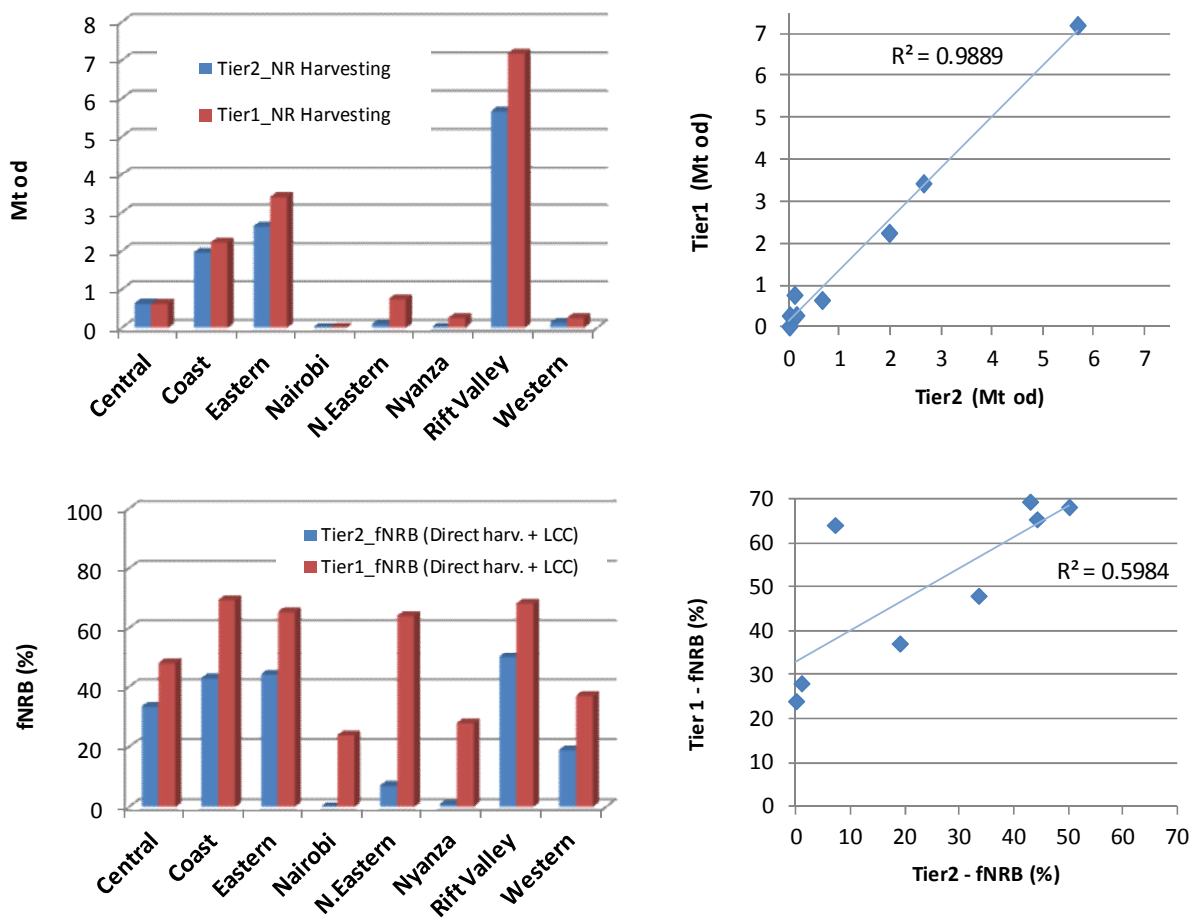 8
7
6
5
4
3
2
1
0
Mt od
Tier2_NR Harvesting
Tier1_NR Harvesting
Central
Coast
Eastern
Nairobi
N.Eastern
Nyanza
Rift Valley
Western
7
6
5
4
3
2
1
0
Tier1 (Mt od)
R² = 0.9889
0 1 2 3 4 5 6 7
Tier2 (Mt od)
100
80
60
40
20
0
fNRB (%)
Tier2_fNRB (Direct harv. + LCC)
Tier1_fNRB (Direct harv. + LCC)
Central
Coast
Eastern
Nairobi
N.Eastern
Nyanza
Rift Valley
Western
70
60
50
40
30
20
10
0
Tier 1 - fNRB (%)
R² = 0.5984
0 10 20 30 40 50 60 70
Tier2 - fNRB (%)